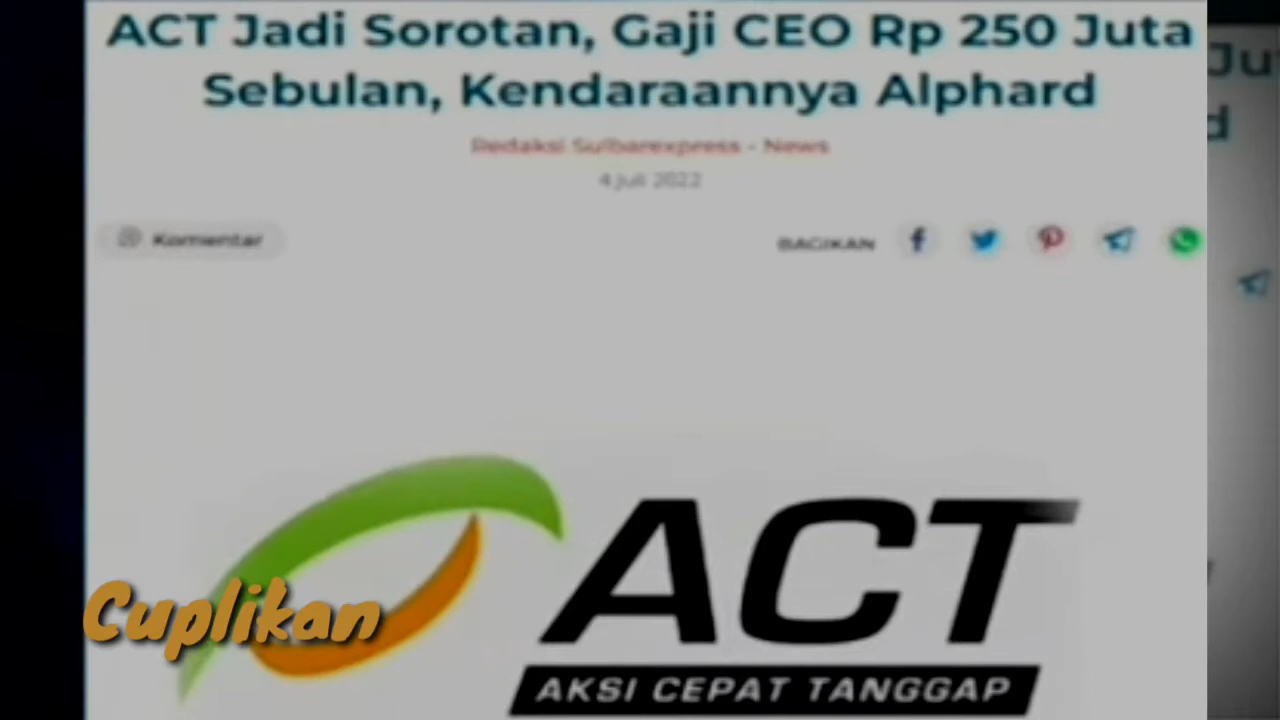 ACT Jadi Sorotan, Gaji CEO Rp 250 Juta
Sebulan, Kendaraannya Alphard
Redaksi Sulbarexpress - News
4 Juli 2022
Komentar
BAGIKAN
Cuplikan
ACT
AKSI CEPAT TANGGAP